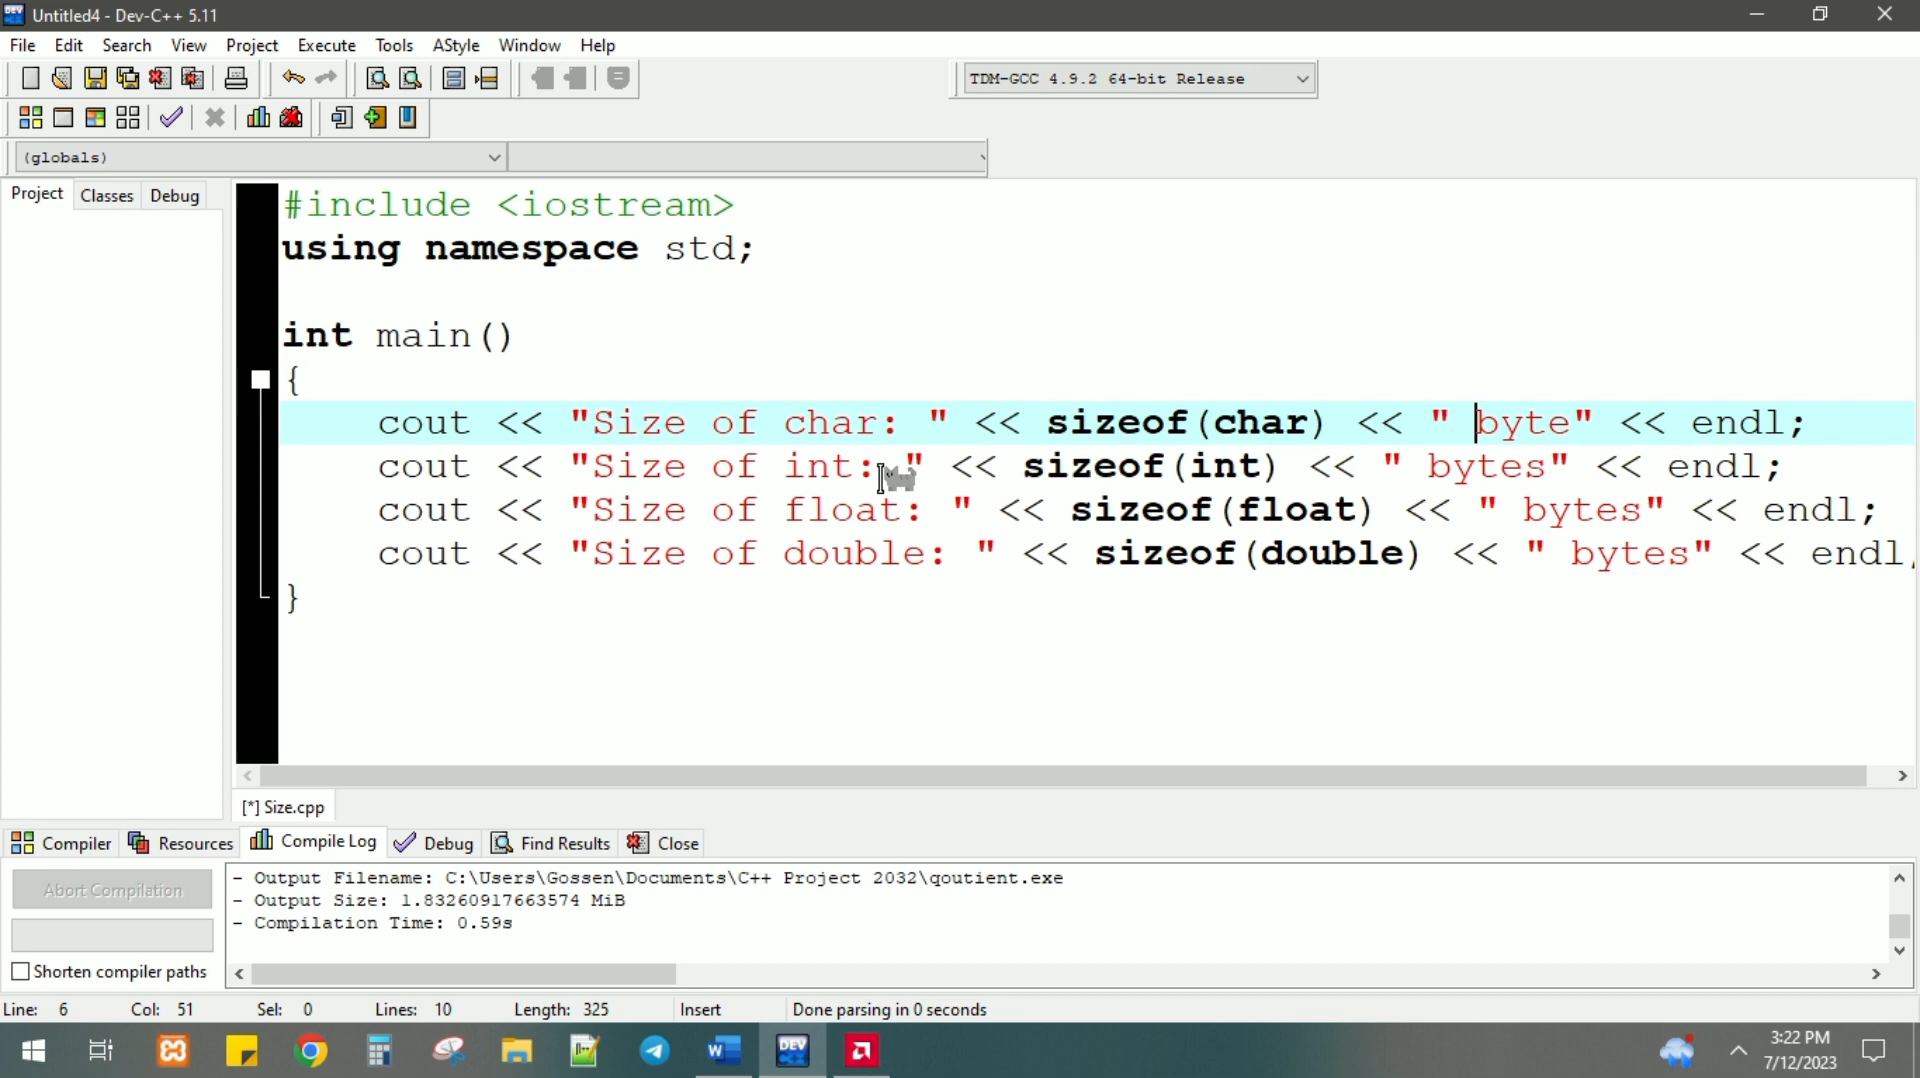 Untitled4 - Dev-C++ 5.11
File Edit Search View Project Execute Tools AStyle Window Help
TDM-GCC 4.9.2 64-bit Release
(globals)
Project Classes Debug
#include <iostream>
using namespace std;
int main()
{
cout << "Size of char: " << sizeof(char) << " byte" << endl;
cout << "Size of int: " << sizeof(int) << " bytes" << endl;
cout << "Size of float: " << sizeof(float) << " bytes" << endl;
cout << "Size of double: " << sizeof(double) << " bytes" << endl;
}
[*] Size.cpp
Compiler Resources Compile Log Debug Find Results Close
Abort Compilation
Shorten compiler paths
- Output Filename: C:\Users\Gossen\Documents\C++ Project 2032\qoutient.exe
- Output Size: 1.83260917663574 MiB
- Compilation Time: 0.59s
Line: 6 Col: 51 Sel: 0 Lines: 10 Length: 325 Insert Done parsing in 0 seconds
3:22 PM
7/12/2023